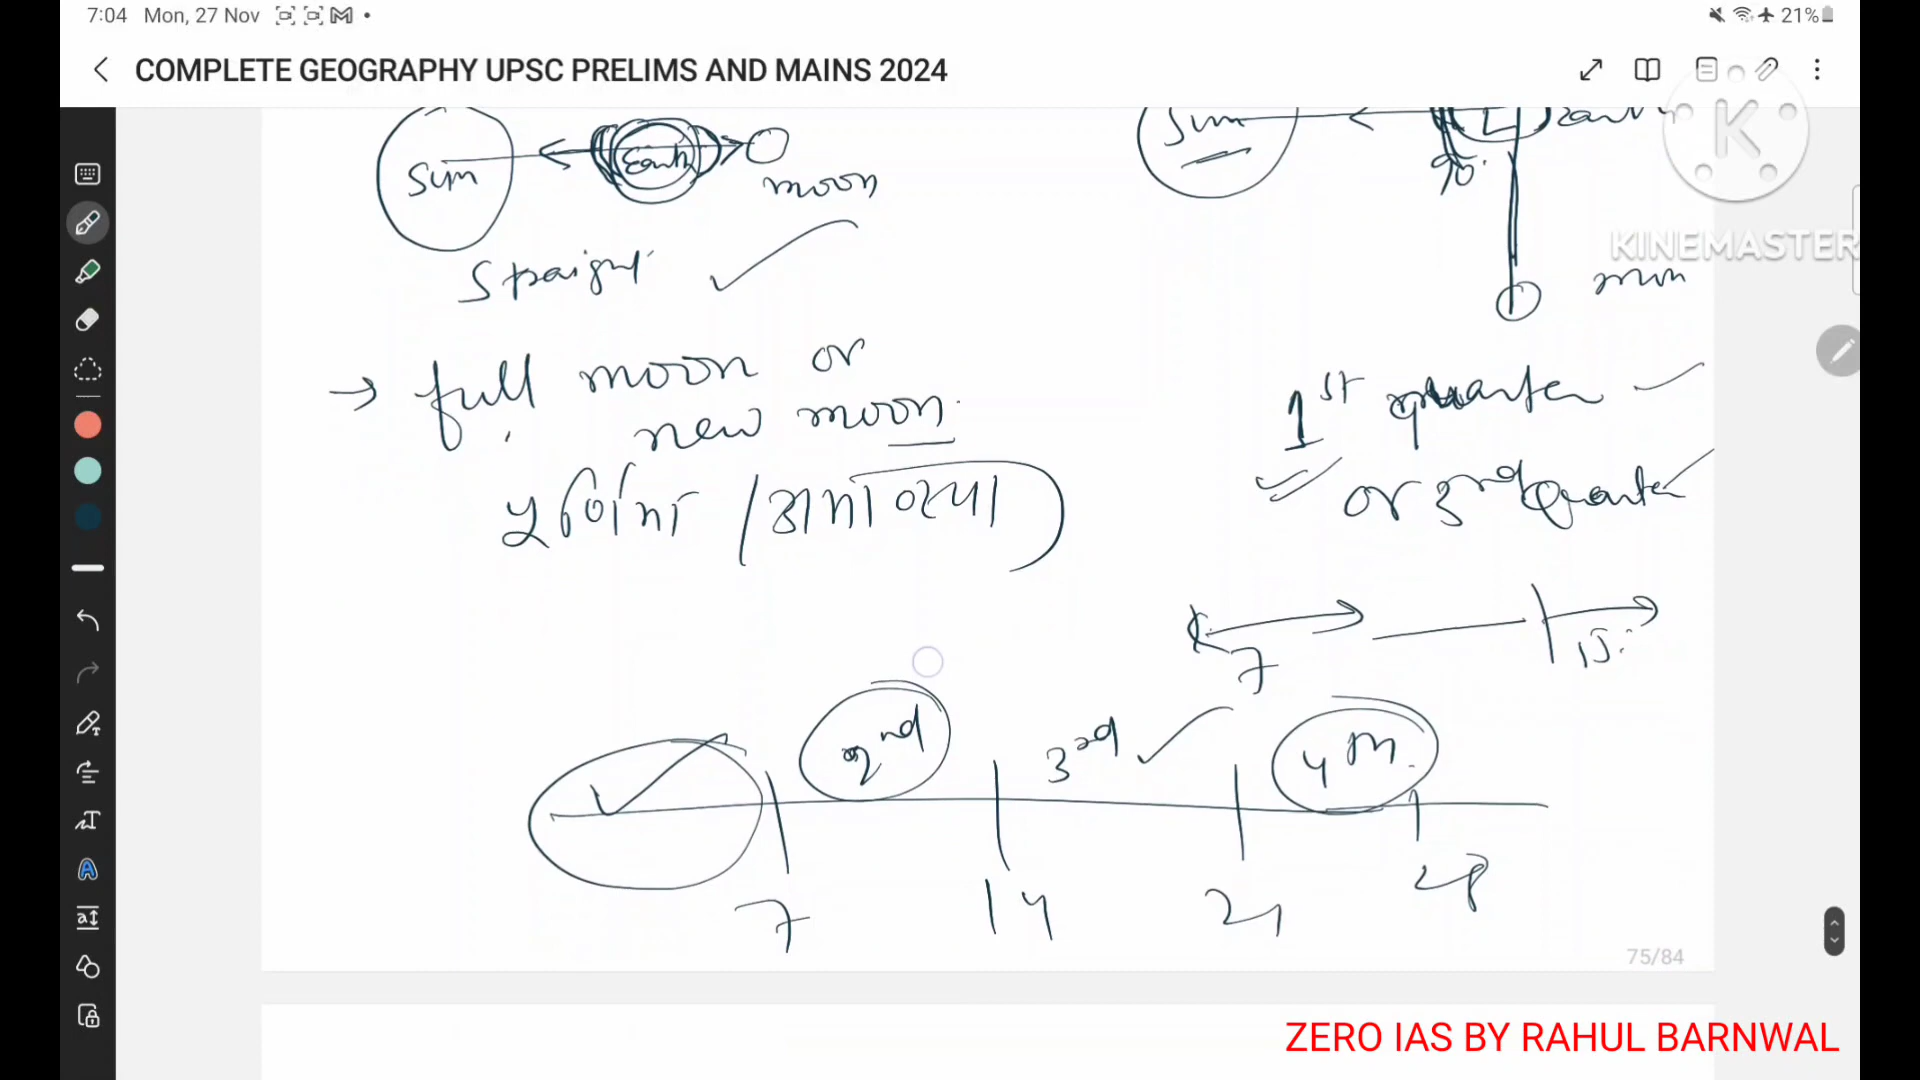 7:04 Mon, 27 Nov
21%
COMPLETE GEOGRAPHY UPSC PRELIMS AND MAINS 2024
K
KINEMASTER
Sun
Earth
moon
Sun
Earth
90°
moon
Straight
→ full moon or
new moon
पूर्णिमा / अमावस्या)
1st quarter
or 3rd quarter
7
15
2nd
3rd
4th
7
14
21
28
75/84
ZERO IAS BY RAHUL BARNWAL